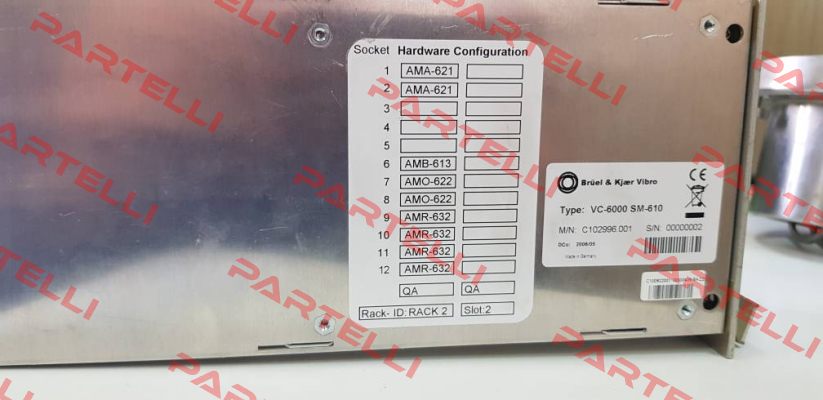 Socket Hardware Configuration
1 AMA-621
2 AMA-621
3
4
5
6 AMB-613
7 AMO-622
8 AMO-622
9 AMR-632
10 AMR-632
11 AMR-632
12 AMR-632
QA QA
Rack- ID: RACK 2 Slot:2
Brüel & Kjær Vibro
CE
Type: VC-6000 SM-610
M/N: C102996.001 S/N: 00000002
Made in Germany
PARTELLI
PARTELLI
PARTELLI
PARTELLI
PARTELLI
PARTELLI
PARTELLI
PARTELLI
PARTELLI